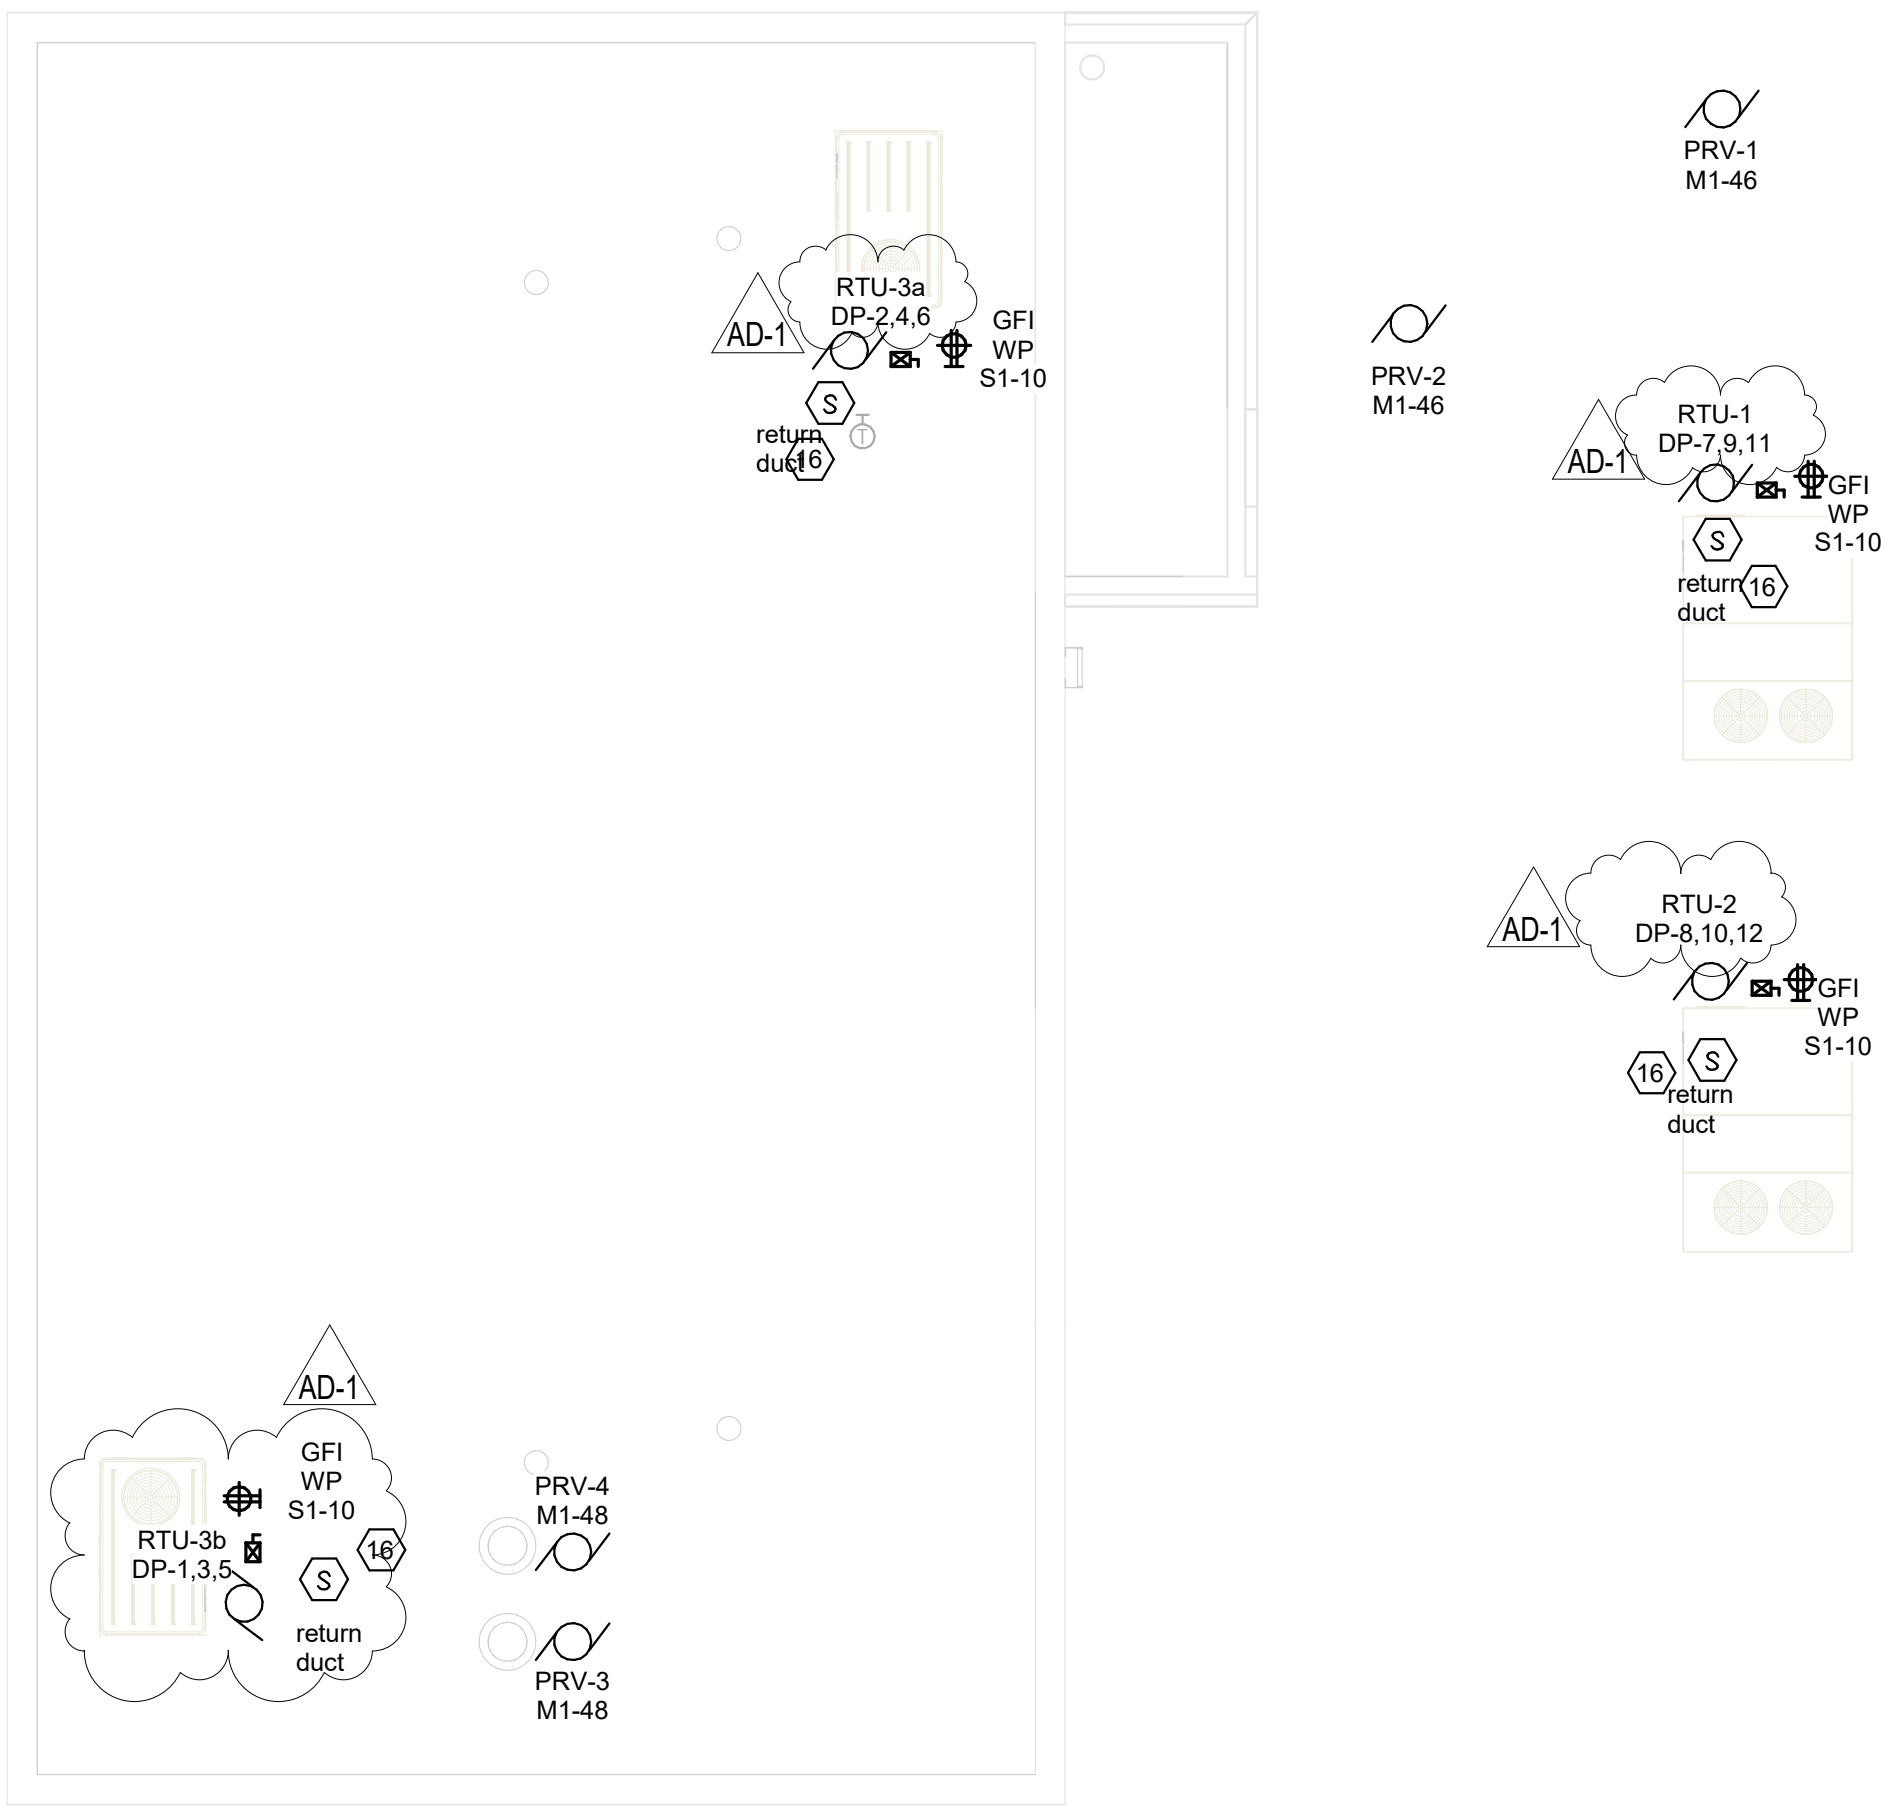 PRV-1
M1-46
RTU-3a
DP-2,4,6
AD-1
GFI
WP
S1-10
S
return
duct
16
T
PRV-2
M1-46
RTU-1
DP-7,9,11
AD-1
GFI
WP
S1-10
S
return
duct
16
RTU-2
DP-8,10,12
AD-1
GFI
WP
S1-10
16
S
return
duct
AD-1
GFI
WP
S1-10
RTU-3b
DP-1,3,5
16
S
return
duct
PRV-4
M1-48
PRV-3
M1-48